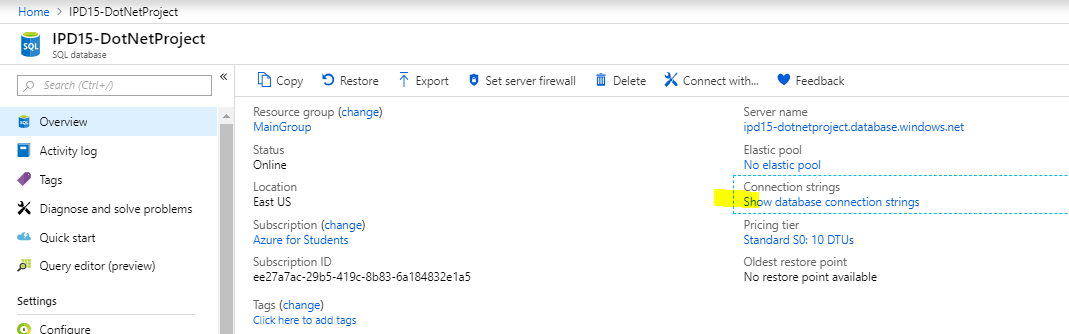 Home > IPD15-DotNetProject
IPD15-DotNetProject
SQL database
SQL
Search (Ctrl+/)
«
Overview
Activity log
Tags
Diagnose and solve problems
Quick start
Query editor (preview)
Settings
Configure
Copy Restore Export Set server firewall Delete Connect with... Feedback
Resource group (change)
MainGroup
Status
Online
Location
East US
Subscription (change)
Azure for Students
Subscription ID
ee27a7ac-29b5-419c-8b83-6a184832e1a5
Tags (change)
Click here to add tags
Server name
ipd15-dotnetproject.database.windows.net
Elastic pool
No elastic pool
Connection strings
Show database connection strings
Pricing tier
Standard S0: 10 DTUs
Oldest restore point
No restore point available